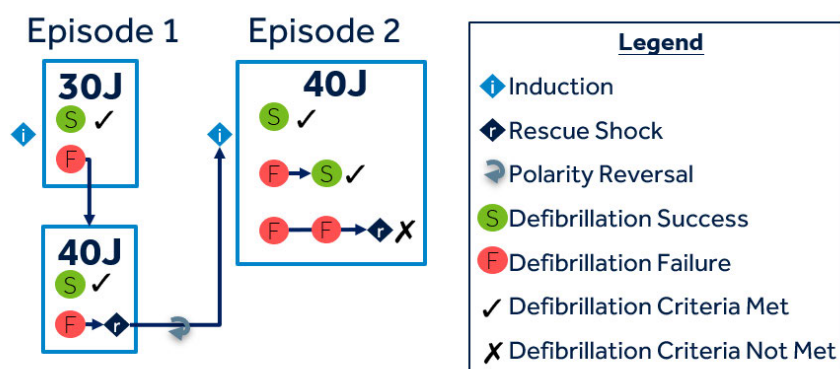 Episode 1
Episode 2
Legend
30J
S ✓
F
40J
S ✓
F r
i
i
40J
S ✓
F S ✓
F F r ✗
i Induction
r Rescue Shock
Polarity Reversal
S Defibrillation Success
F Defibrillation Failure
✓ Defibrillation Criteria Met
✗ Defibrillation Criteria Not Met